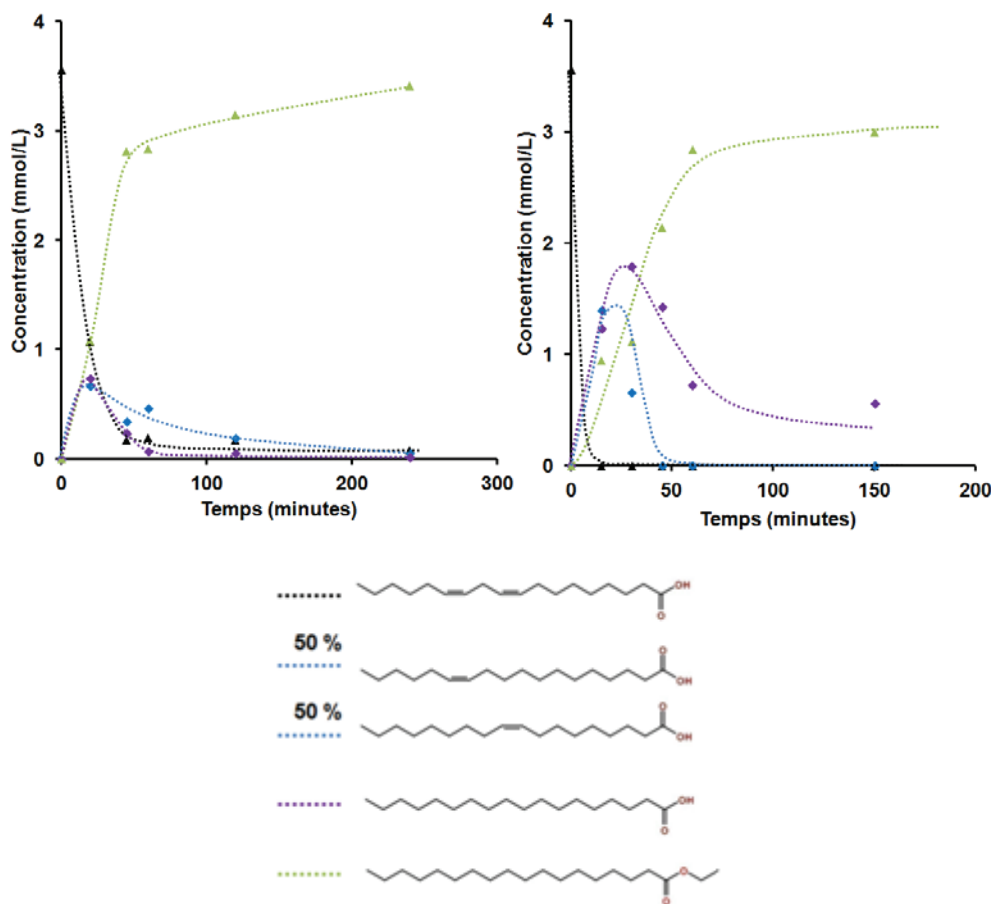 4
3
2
1
0
0
100
200
300
Concentration (mmol/L)
Temps (minutes)
4
3
2
1
0
0
50
100
150
200
Concentration (mmol/L)
Temps (minutes)
OH
O
50 %
O
OH
50 %
O
OH
OH
O
O
O